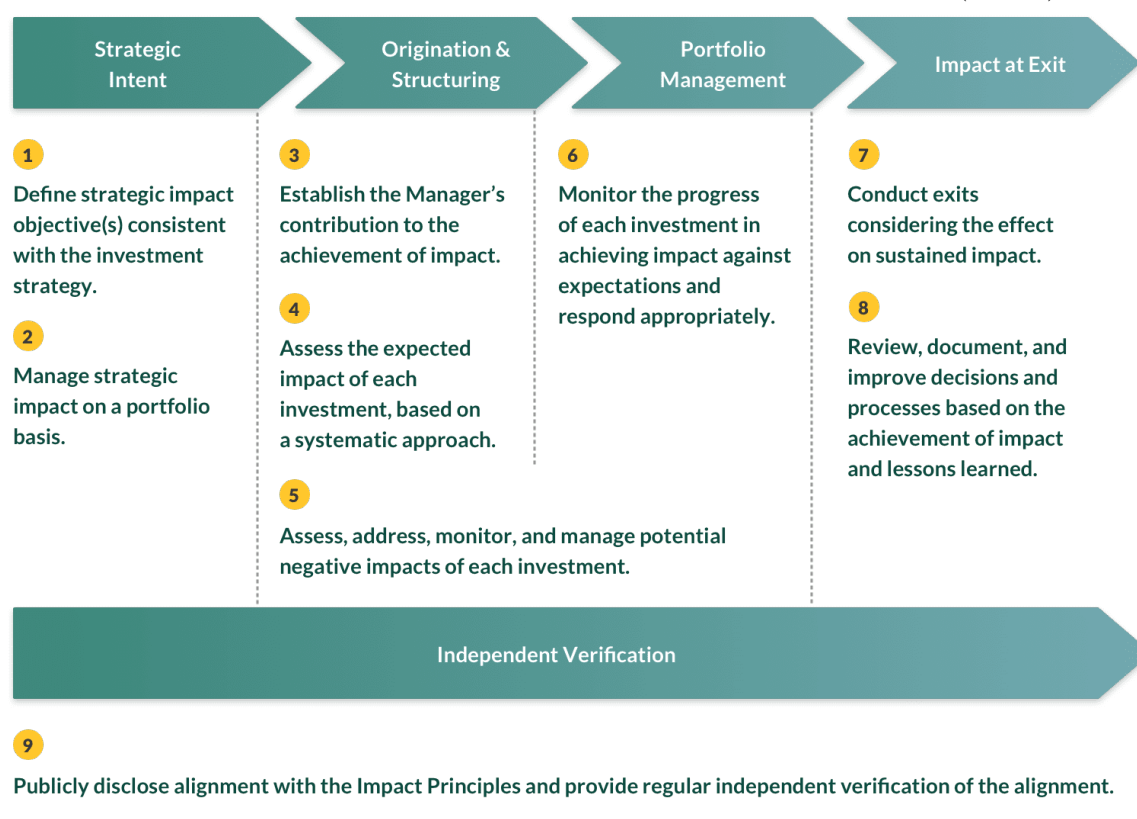 Strategic
Intent
Origination &
Structuring
Portfolio
Management
Impact at Exit
1
Define strategic impact
objective(s) consistent
with the investment
strategy.
2
Manage strategic
impact on a portfolio
basis.
3
Establish the Manager’s
contribution to the
achievement of impact.
4
Assess the expected
impact of each
investment, based on
a systematic approach.
5
Assess, address, monitor, and manage potential
negative impacts of each investment.
6
Monitor the progress
of each investment in
achieving impact against
expectations and
respond appropriately.
7
Conduct exits
considering the effect
on sustained impact.
8
Review, document, and
improve decisions and
processes based on the
achievement of impact
and lessons learned.
Independent Verification
9
Publicly disclose alignment with the Impact Principles and provide regular independent verification of the alignment.